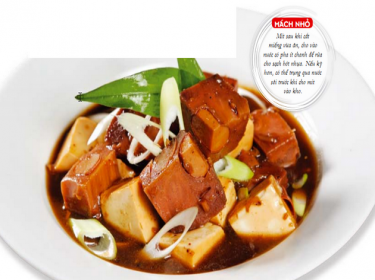 MÁCH NHỎ
Mít sau khi cắt
miếng vừa ăn, cho vào
nước có pha ít chanh để rửa
cho sạch hết nhựa. Nếu kỹ
hơn, có thể trụng qua nước
sôi trước khi cho mít
vào kho.